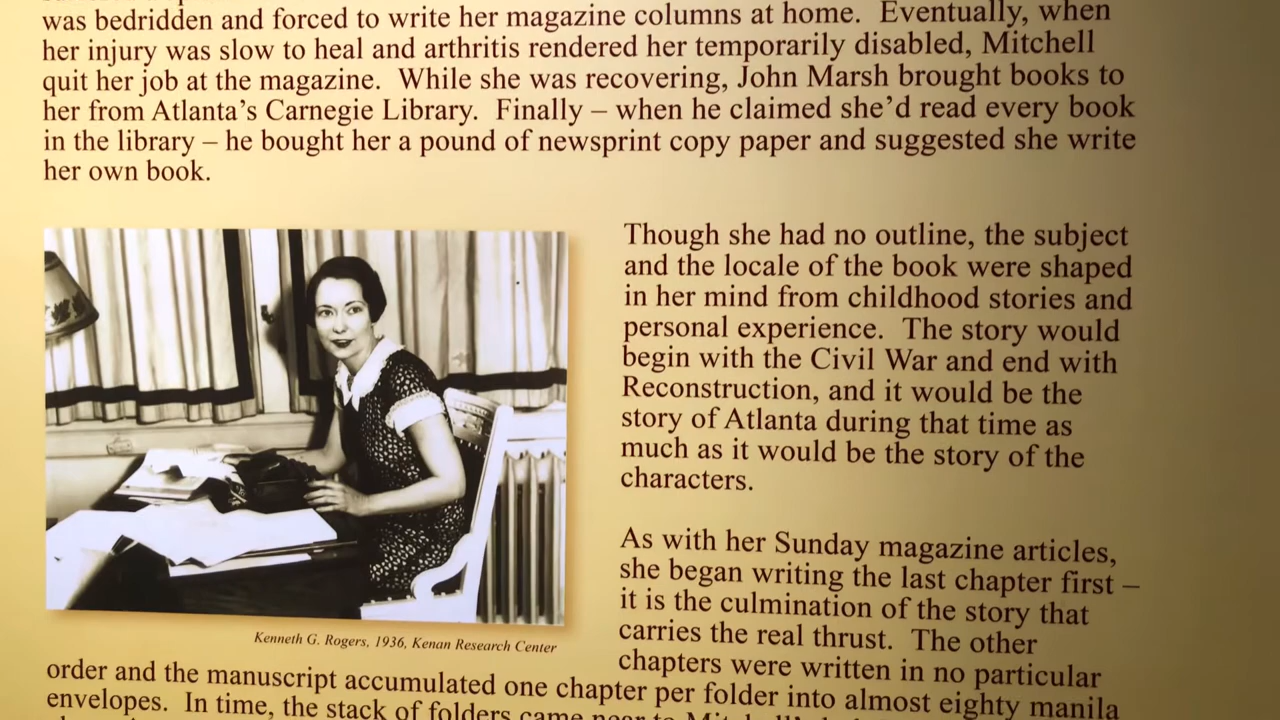 was bedridden and forced to write her magazine columns at home. Eventually, when
her injury was slow to heal and arthritis rendered her temporarily disabled, Mitchell
quit her job at the magazine. While she was recovering, John Marsh brought books to
her from Atlanta's Carnegie Library. Finally – when he claimed she'd read every book
in the library – he bought her a pound of newsprint copy paper and suggested she write
her own book.
Though she had no outline, the subject
and the locale of the book were shaped
in her mind from childhood stories and
personal experience. The story would
begin with the Civil War and end with
Reconstruction, and it would be the
story of Atlanta during that time as
much as it would be the story of the
characters.
As with her Sunday magazine articles,
she began writing the last chapter first –
it is the culmination of the story that
carries the real thrust. The other
chapters were written in no particular
Kenneth G. Rogers, 1936, Kenan Research Center
order and the manuscript accumulated one chapter per folder into almost eighty manila
envelopes. In time, the stack of folders came near to Mitchell's